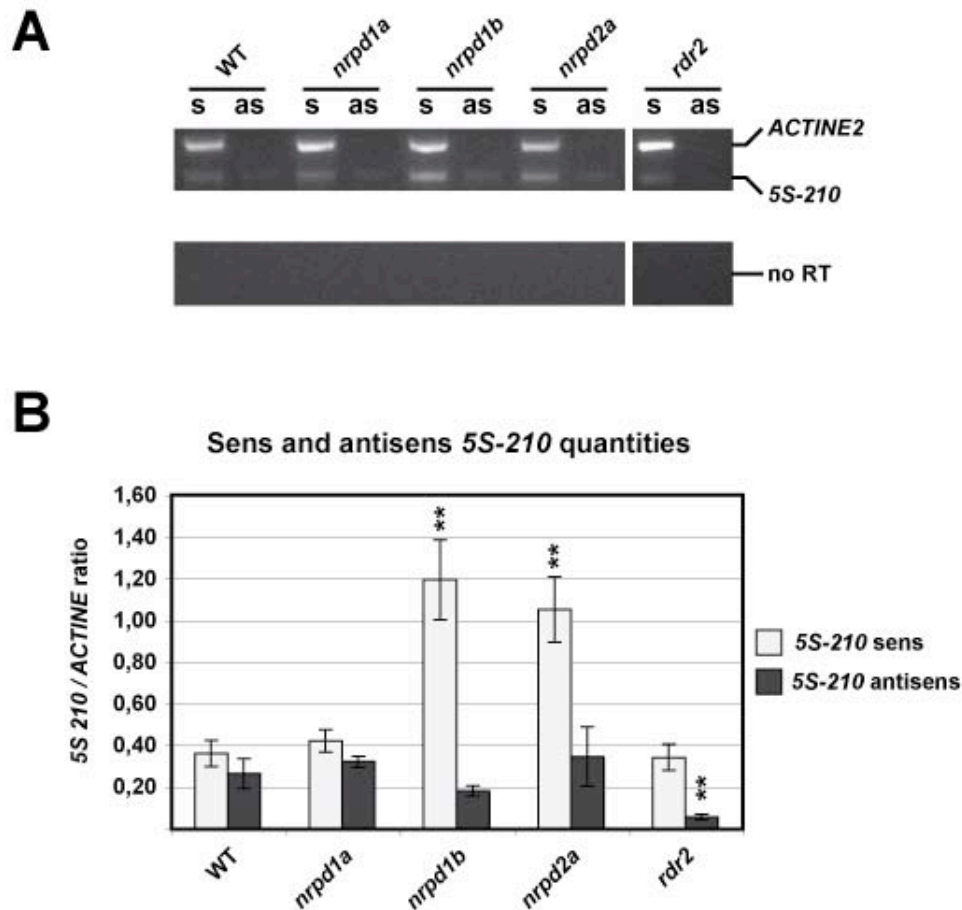 A
WT nrpd1a nrpd1b nrpd2a rdr2
s as s as s as s as s as
ACTINE2
5S-210
no RT
B
Sens and antisens 5S-210 quantities
5S 210 / ACTINE ratio
1,60
1,40
1,20
1,00
0,80
0,60
0,40
0,20
** ** **
5S-210 sens
5S-210 antisens
WT nrpd1a nrpd1b nrpd2a rdr2